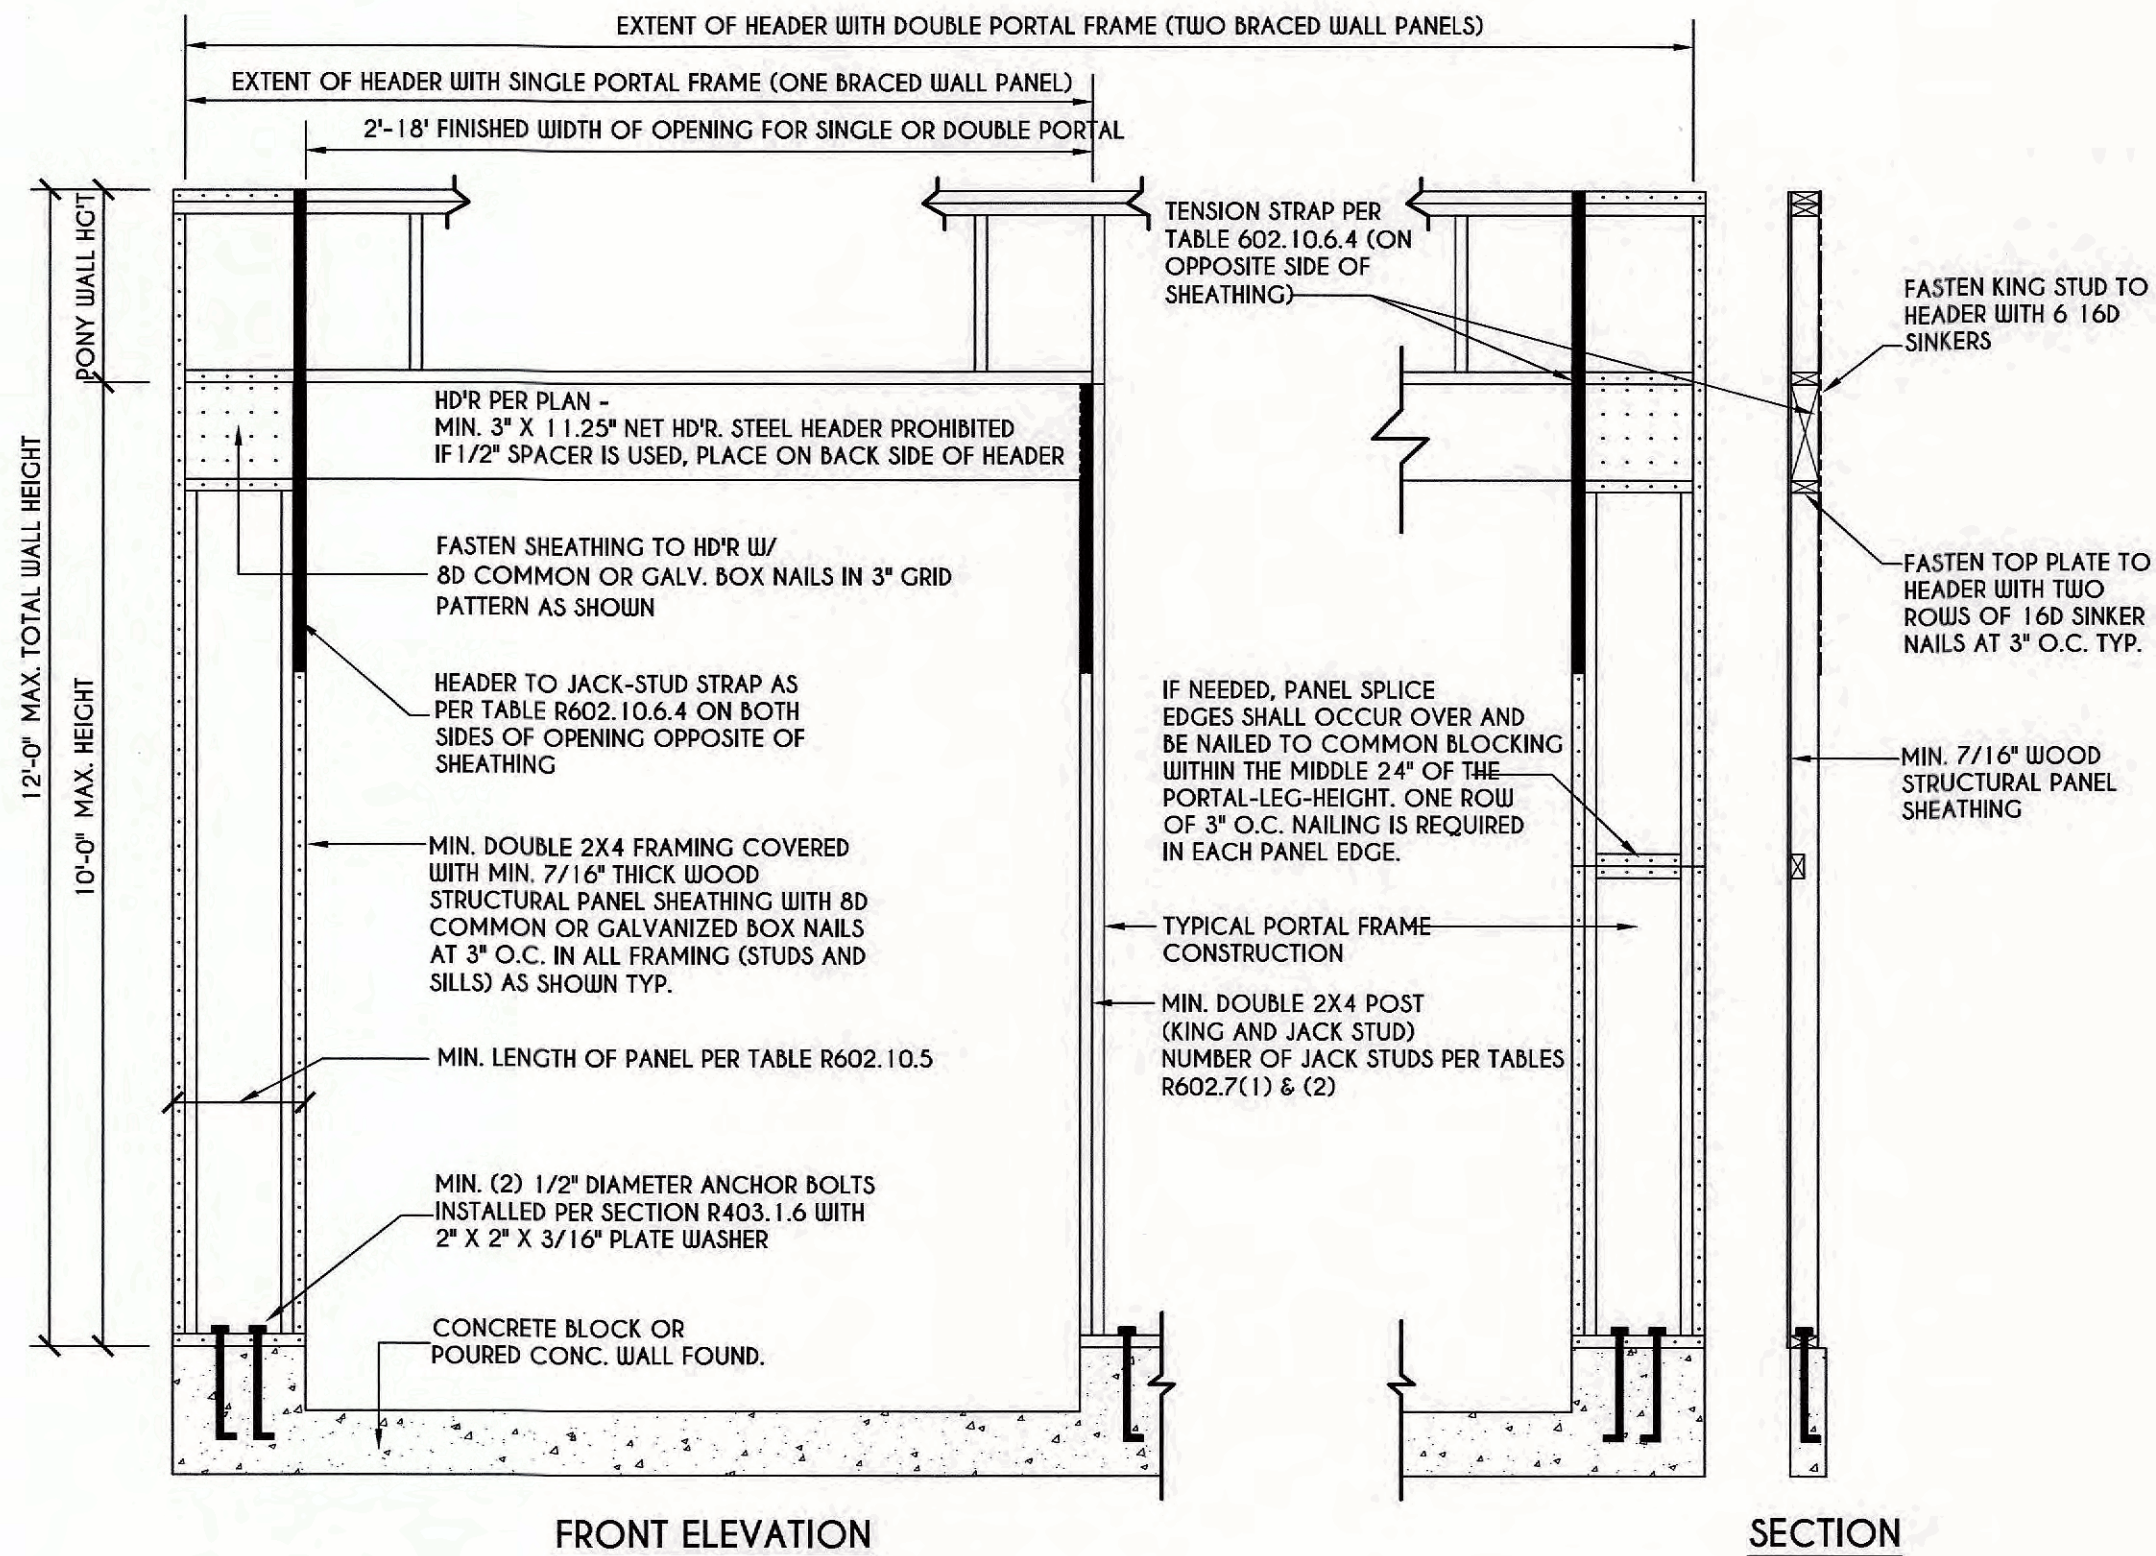 EXTENT OF HEADER WITH DOUBLE PORTAL FRAME (TWO BRACED WALL PANELS)
EXTENT OF HEADER WITH SINGLE PORTAL FRAME (ONE BRACED WALL PANEL)
2'-18' FINISHED WIDTH OF OPENING FOR SINGLE OR DOUBLE PORTAL
12'-0" MAX. TOTAL WALL HEIGHT
PONY WALL HG'T
10'-0" MAX. HEIGHT
HD'R PER PLAN -
MIN. 3" X 11.25" NET HD'R. STEEL HEADER PROHIBITED
IF 1/2" SPACER IS USED, PLACE ON BACK SIDE OF HEADER
FASTEN SHEATHING TO HD'R W/
8D COMMON OR GALV. BOX NAILS IN 3" GRID
PATTERN AS SHOWN
HEADER TO JACK-STUD STRAP AS
PER TABLE R602.10.6.4 ON BOTH
SIDES OF OPENING OPPOSITE OF
SHEATHING
MIN. DOUBLE 2X4 FRAMING COVERED
WITH MIN. 7/16" THICK WOOD
STRUCTURAL PANEL SHEATHING WITH 8D
COMMON OR GALVANIZED BOX NAILS
AT 3" O.C. IN ALL FRAMING (STUDS AND
SILLS) AS SHOWN TYP.
MIN. LENGTH OF PANEL PER TABLE R602.10.5
MIN. (2) 1/2" DIAMETER ANCHOR BOLTS
INSTALLED PER SECTION R403.1.6 WITH
2" X 2" X 3/16" PLATE WASHER
CONCRETE BLOCK OR
POURED CONC. WALL FOUND.
TENSION STRAP PER
TABLE 602.10.6.4 (ON
OPPOSITE SIDE OF
SHEATHING)
IF NEEDED, PANEL SPLICE
EDGES SHALL OCCUR OVER AND
BE NAILED TO COMMON BLOCKING
WITHIN THE MIDDLE 24" OF THE
PORTAL-LEG-HEIGHT. ONE ROW
OF 3" O.C. NAILING IS REQUIRED
IN EACH PANEL EDGE.
TYPICAL PORTAL FRAME
CONSTRUCTION
MIN. DOUBLE 2X4 POST
(KING AND JACK STUD)
NUMBER OF JACK STUDS PER TABLES
R602.7(1) & (2)
FASTEN KING STUD TO
HEADER WITH 6 16D
SINKERS
FASTEN TOP PLATE TO
HEADER WITH TWO
ROWS OF 16D SINKER
NAILS AT 3" O.C. TYP.
MIN. 7/16" WOOD
STRUCTURAL PANEL
SHEATHING
FRONT ELEVATION
SECTION